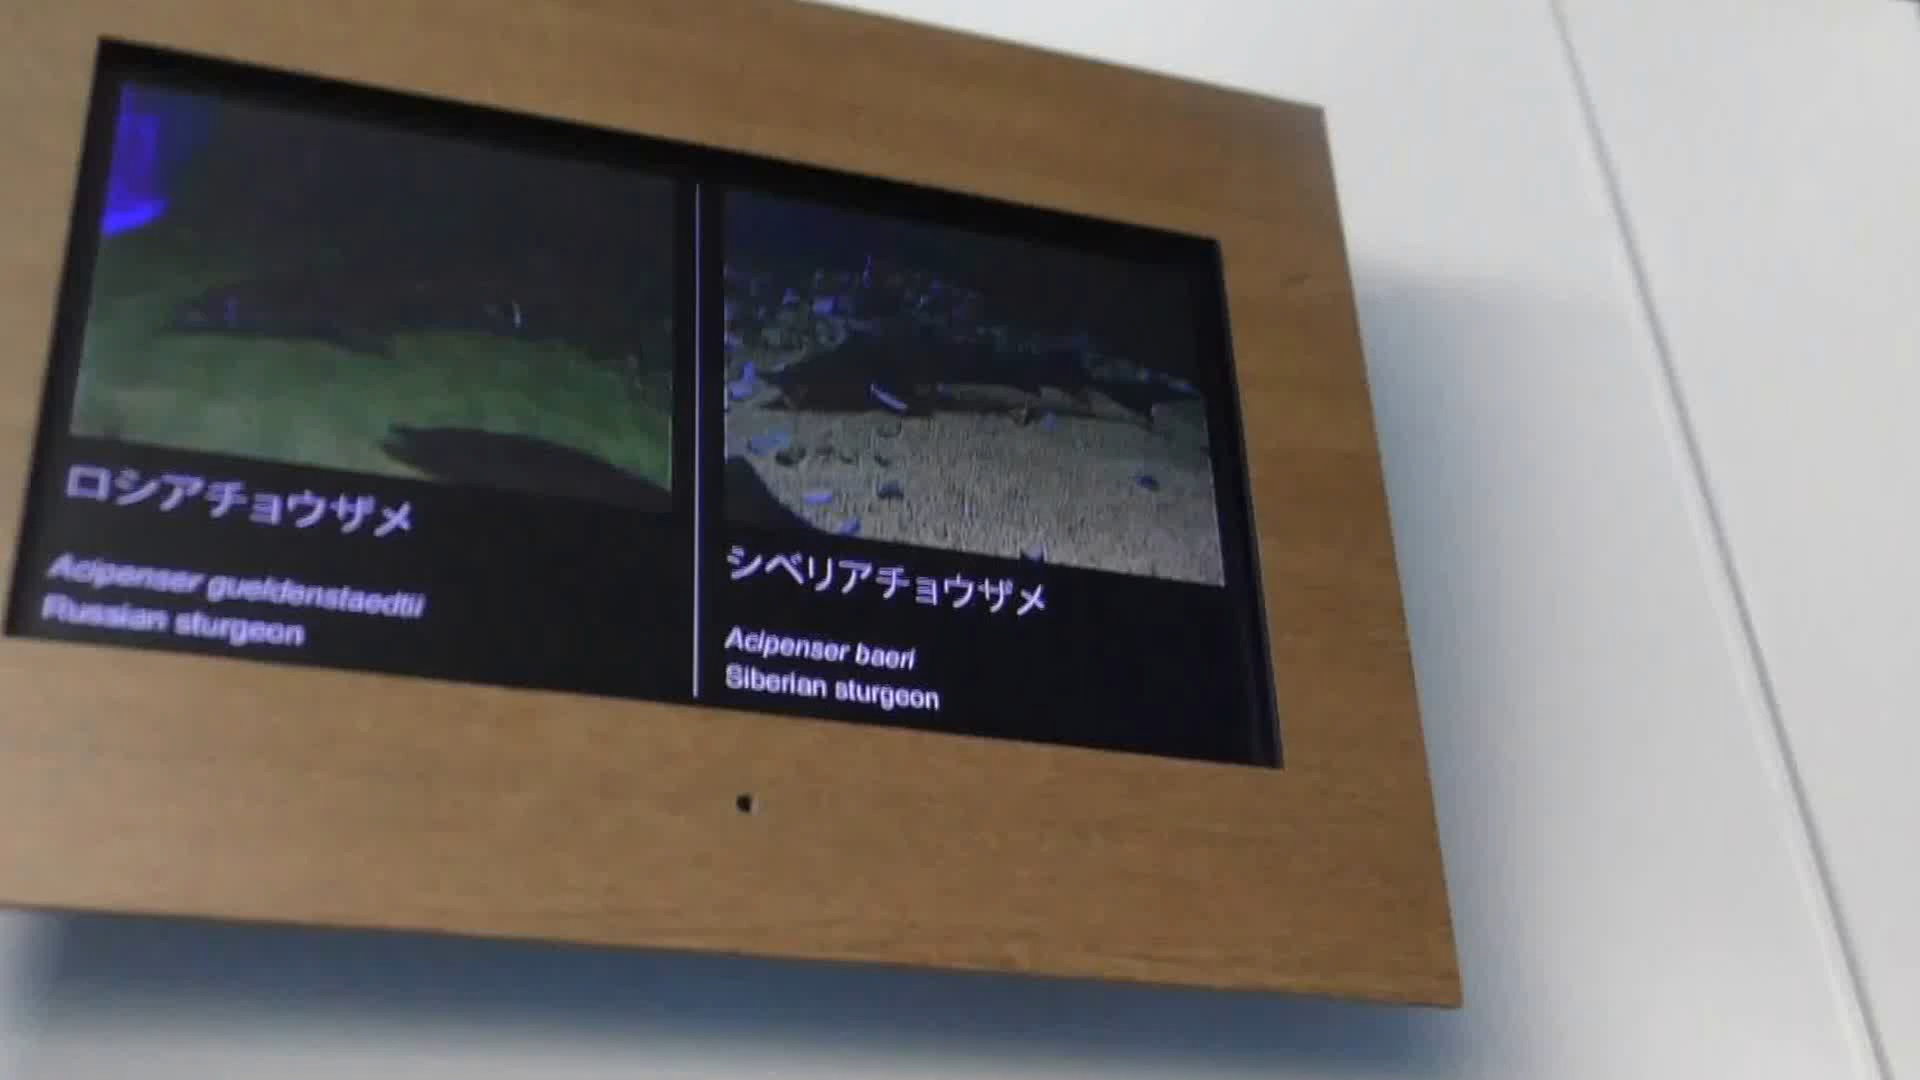 ロシアチョウザメ
Acipenser gueldenstaedtii
Russian sturgeon
シベリアチョウザメ
Acipenser baeri
Siberian sturgeon